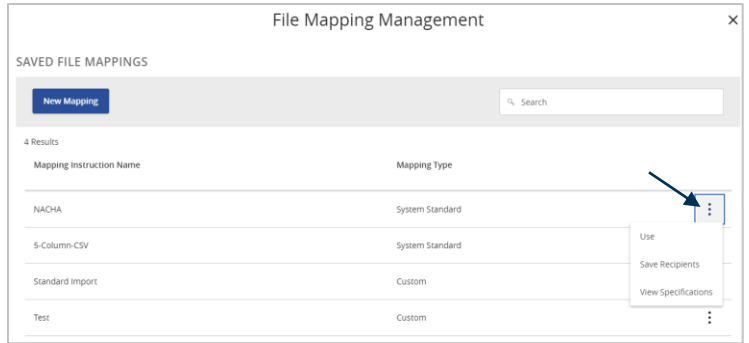 File Mapping Management
SAVED FILE MAPPINGS
New Mapping
Search
4 Results
Mapping Instruction Name Mapping Type
NACHA System Standard
Use
5-Column-CSV System Standard
Save Recipients
Standard Import Custom
View Specifications
Test Custom